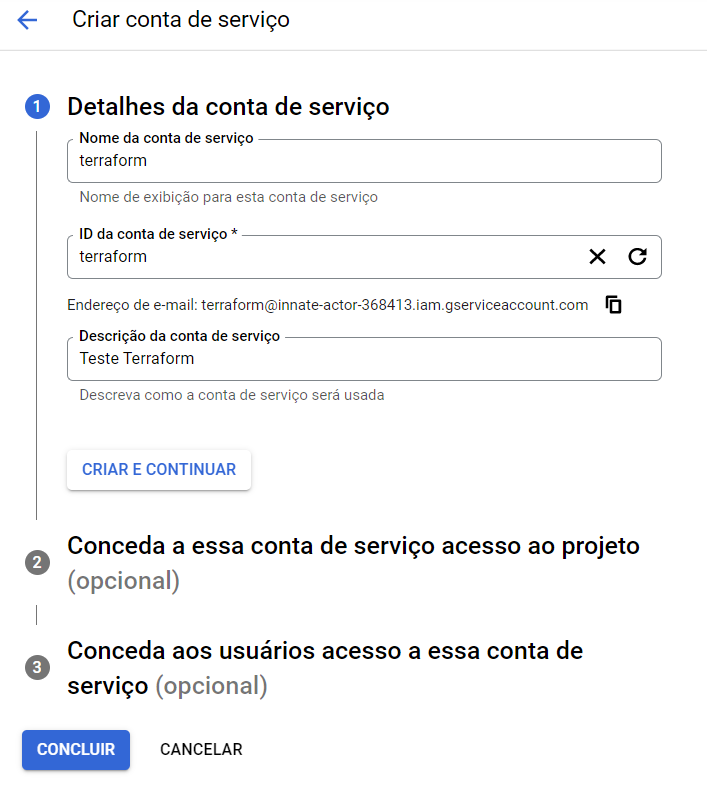 Criar conta de serviço
1 Detalhes da conta de serviço
Nome da conta de serviço
terraform
Nome de exibição para esta conta de serviço
ID da conta de serviço *
terraform
Endereço de e-mail: terraform@innate-actor-368413.iam.gserviceaccount.com
Descrição da conta de serviço
Teste Terraform
Descreva como a conta de serviço será usada
CRIAR E CONTINUAR
2 Conceda a essa conta de serviço acesso ao projeto
(opcional)
3 Conceda aos usuários acesso a essa conta de
serviço (opcional)
CONCLUIR CANCELAR